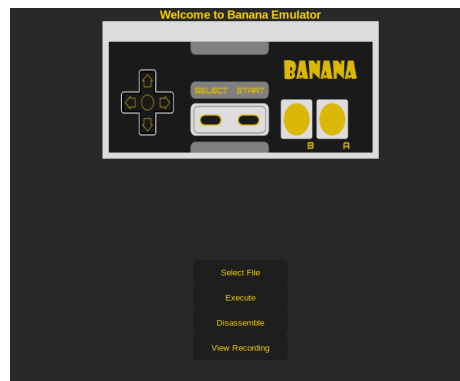 Welcome to Banana Emulator
BANANA
SELECT START
B A
Select File
Execute
Disassemble
View Recording